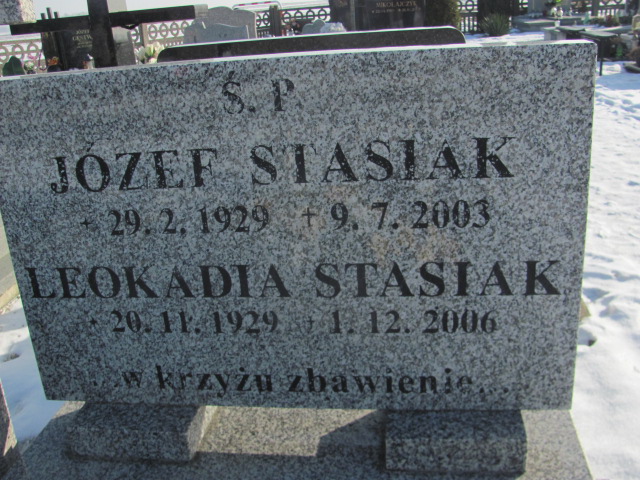 Ś. P.
JÓZEF STASIAK
* 29. 2. 1929 † 9. 7. 2003
LEOKADIA STASIAK
* 20. 11. 1929 † 1. 12. 2006
...w krzyżu zbawienie...